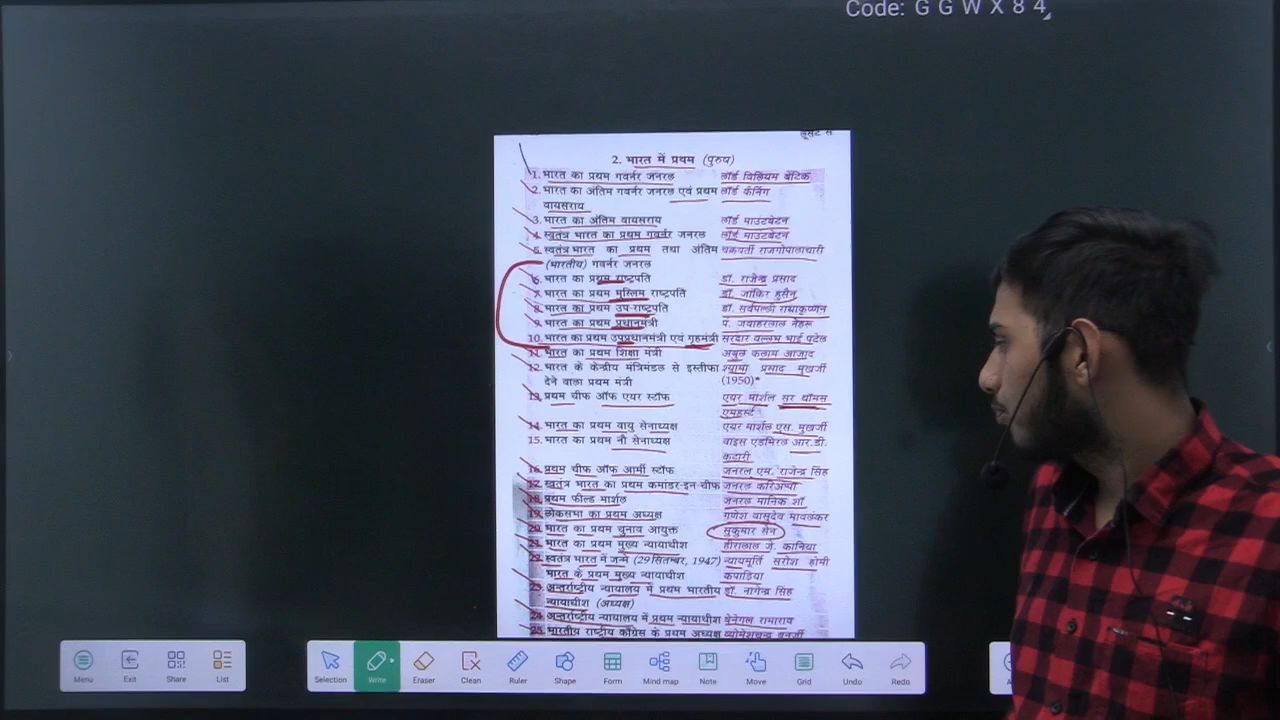 Code: G G W X 8 4
लूसेंट स
2. भारत में प्रथम (पुरुष)
1. भारत का प्रथम गवर्नर जनरल लॉर्ड विलियम बेंटिक
2. भारत का अंतिम गवर्नर जनरल एवं प्रथम लॉर्ड कैनिंग
वायसराय
3. भारत का अंतिम वायसराय लॉर्ड माउंटबेटन
4. स्वतंत्र भारत का प्रथम गवर्नर जनरल लॉर्ड माउंटबेटन
5. स्वतंत्र भारत का प्रथम तथा अंतिम चक्रवर्ती राजगोपालाचारी
(भारतीय) गवर्नर जनरल
6. भारत का प्रथम राष्ट्रपति डॉ. राजेन्द्र प्रसाद
7. भारत का प्रथम मुस्लिम राष्ट्रपति डॉ. जाकिर हुसैन
8. भारत का प्रथम उप-राष्ट्रपति डॉ. सर्वपल्ली राधाकृष्णन
9. भारत का प्रथम प्रधानमंत्री पं. जवाहरलाल नेहरू
10. भारत का प्रथम उपप्रधानमंत्री एवं गृहमंत्री सरदार वल्लभ भाई पटेल
11. भारत का प्रथम शिक्षा मंत्री अबुल कलाम आजाद
12. भारत के केन्द्रीय मंत्रिमंडल से इस्तीफा श्यामा प्रसाद मुखर्जी
देने वाला प्रथम मंत्री (1950)*
13. प्रथम चीफ ऑफ एयर स्टॉफ एयर मार्शल सर थॉमस
एमहर्स्ट
14. भारत का प्रथम वायु सेनाध्यक्ष एयर मार्शल एस. मुखर्जी
15. भारत का प्रथम नौ सेनाध्यक्ष वाइस एडमिरल आर.डी.
कटारी
16. प्रथम चीफ ऑफ आर्मी स्टॉफ जनरल एम. राजेन्द्र सिंह
17. स्वतंत्र भारत का प्रथम कमांडर-इन-चीफ जनरल करिअप्पा
18. प्रथम फील्ड मार्शल जनरल मानिक शॉ
19. लोकसभा का प्रथम अध्यक्ष गणेश वासुदेव मावलंकर
20. भारत का प्रथम चुनाव आयुक्त सुकुमार सेन
21. भारत का प्रथम मुख्य न्यायाधीश हीरालाल जे. कानिया
22. स्वतंत्र भारत में जन्मे (29 सितम्बर, 1947) न्यायमूर्ति सरोश होमी
भारत के प्रथम मुख्य न्यायाधीश कपाड़िया
23. अन्तर्राष्ट्रीय न्यायालय में प्रथम भारतीय डॉ. नागेन्द्र सिंह
न्यायाधीश (अध्यक्ष)
24. अन्तर्राष्ट्रीय न्यायालय में प्रथम न्यायाधीश बेनेगल रामाराव
25. भारतीय राष्ट्रीय काँग्रेस के प्रथम अध्यक्ष व्योमेशचन्द्र बनर्जी
Menu Exit Share List Selection Write Eraser Clean Ruler Shape Form Mind map Note Move Grid Undo Redo